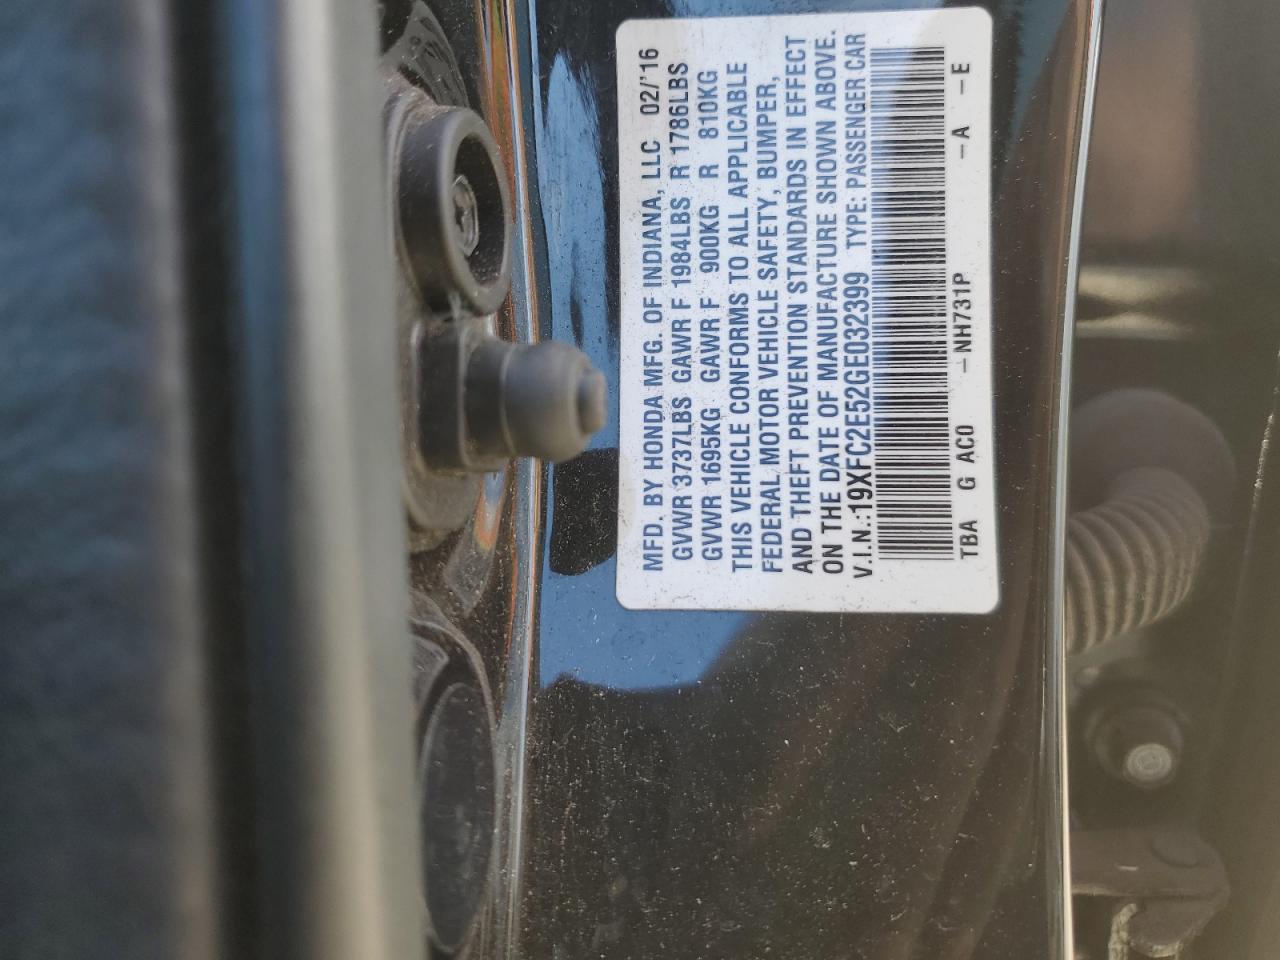 MFD. BY HONDA MFG. OF INDIANA, LLC 02/'16
GVWR 3737LBS GAWR F 1984LBS R 1786LBS
GVWR 1695KG GAWR F 900KG R 810KG
THIS VEHICLE CONFORMS TO ALL APPLICABLE
FEDERAL MOTOR VEHICLE SAFETY, BUMPER,
AND THEFT PREVENTION STANDARDS IN EFFECT
ON THE DATE OF MANUFACTURE SHOWN ABOVE.
V.I.N.:19XFC2E52GE032399 TYPE: PASSENGER CAR
TBA G AC0 -NH731P -A -E